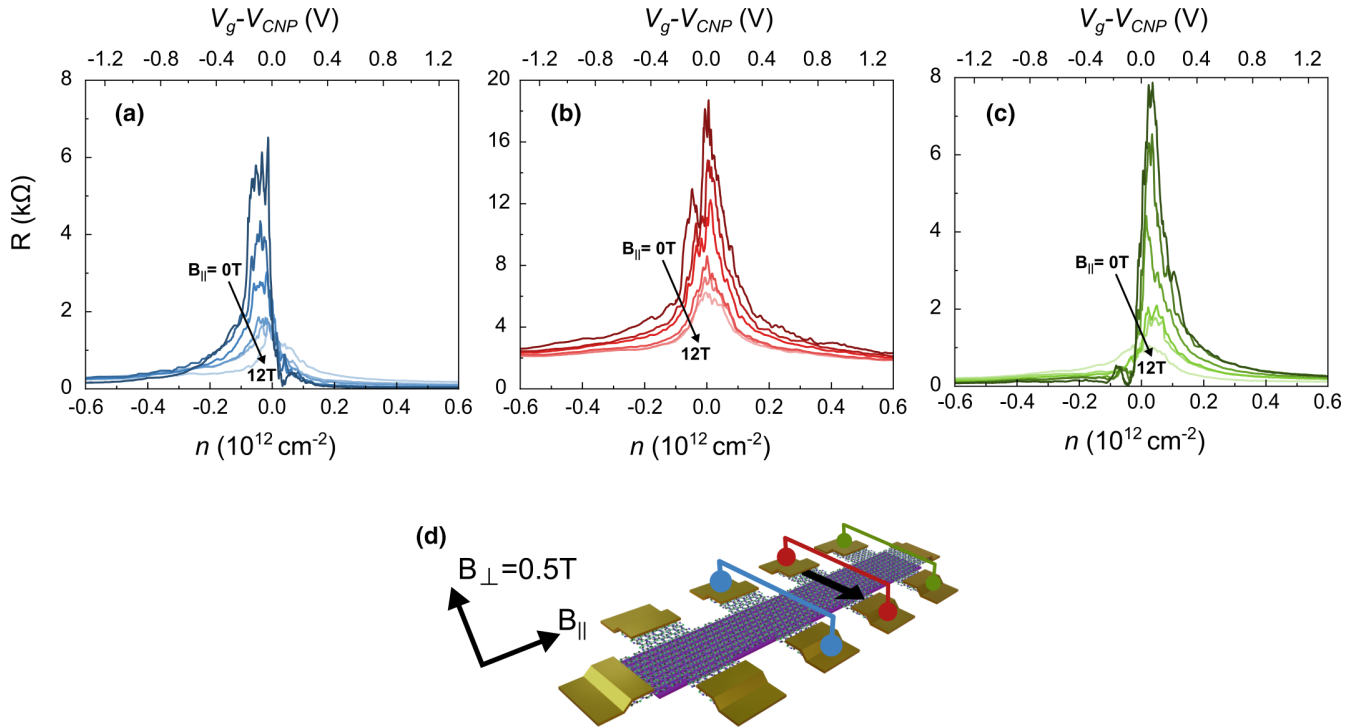 V_g-V_CNP (V)
-1.2 -0.8 -0.4 0.0 0.4 0.8 1.2
8
6
4
2
0
R (kΩ)
(a)
B_||= 0T
12T
-0.6 -0.4 -0.2 0.0 0.2 0.4 0.6
n (10^12 cm^-2)
V_g-V_CNP (V)
-1.2 -0.8 -0.4 0.0 0.4 0.8 1.2
20
16
12
8
4
0
(b)
B_||= 0T
12T
-0.6 -0.4 -0.2 0.0 0.2 0.4 0.6
n (10^12 cm^-2)
V_g-V_CNP (V)
-1.2 -0.8 -0.4 0.0 0.4 0.8 1.2
8
6
4
2
0
(c)
B_||= 0T
12T
-0.6 -0.4 -0.2 0.0 0.2 0.4 0.6
n (10^12 cm^-2)
(d)
B_⊥=0.5T
B_||